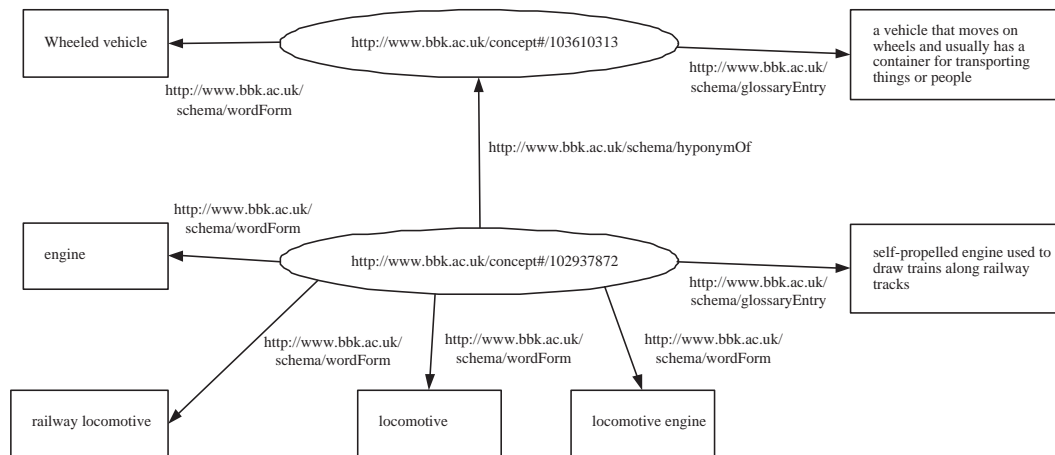 Wheeled vehicle
http://www.bbk.ac.uk/concept#/103610313
a vehicle that moves on
wheels and usually has a
container for transporting
things or people
http://www.bbk.ac.uk/
schema/wordForm
http://www.bbk.ac.uk/
schema/glossaryEntry
http://www.bbk.ac.uk/schema/hyponymOf
http://www.bbk.ac.uk/
schema/wordForm
engine
http://www.bbk.ac.uk/concept#/102937872
self-propelled engine used to
draw trains along railway
tracks
http://www.bbk.ac.uk/
schema/glossaryEntry
http://www.bbk.ac.uk/
schema/wordForm
http://www.bbk.ac.uk/
schema/wordForm
http://www.bbk.ac.uk/
schema/wordForm
railway locomotive
locomotive
locomotive engine